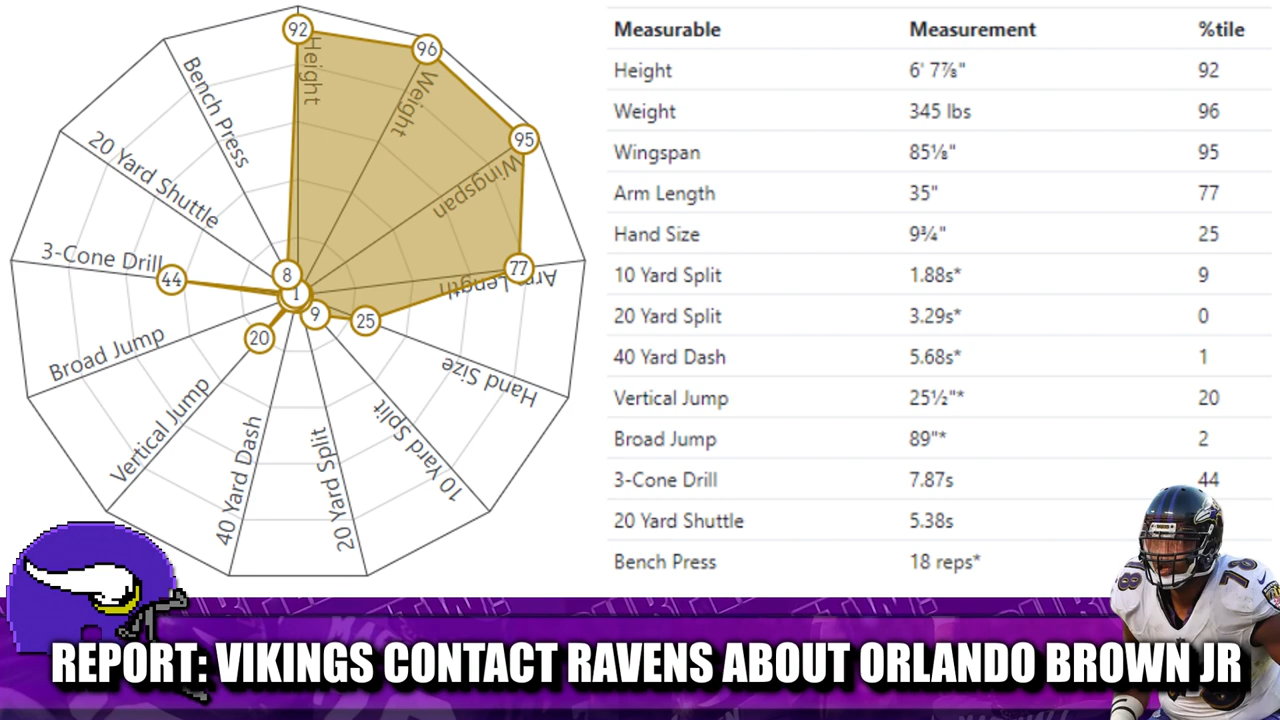 92
96
95
77
25
9
20
1
44
8
Height
Weight
Wingspan
Arm Length
Hand Size
10 Yard Split
20 Yard Split
40 Yard Dash
Vertical Jump
Broad Jump
3-Cone Drill
20 Yard Shuttle
Bench Press
Measurable Measurement %tile
Height 6' 7⅞" 92
Weight 345 lbs 96
Wingspan 85⅛" 95
Arm Length 35" 77
Hand Size 9¾" 25
10 Yard Split 1.88s* 9
20 Yard Split 3.29s* 0
40 Yard Dash 5.68s* 1
Vertical Jump 25½"* 20
Broad Jump 89"* 2
3-Cone Drill 7.87s 44
20 Yard Shuttle 5.38s
Bench Press 18 reps*
78
REPORT: VIKINGS CONTACT RAVENS ABOUT ORLANDO BROWN JR